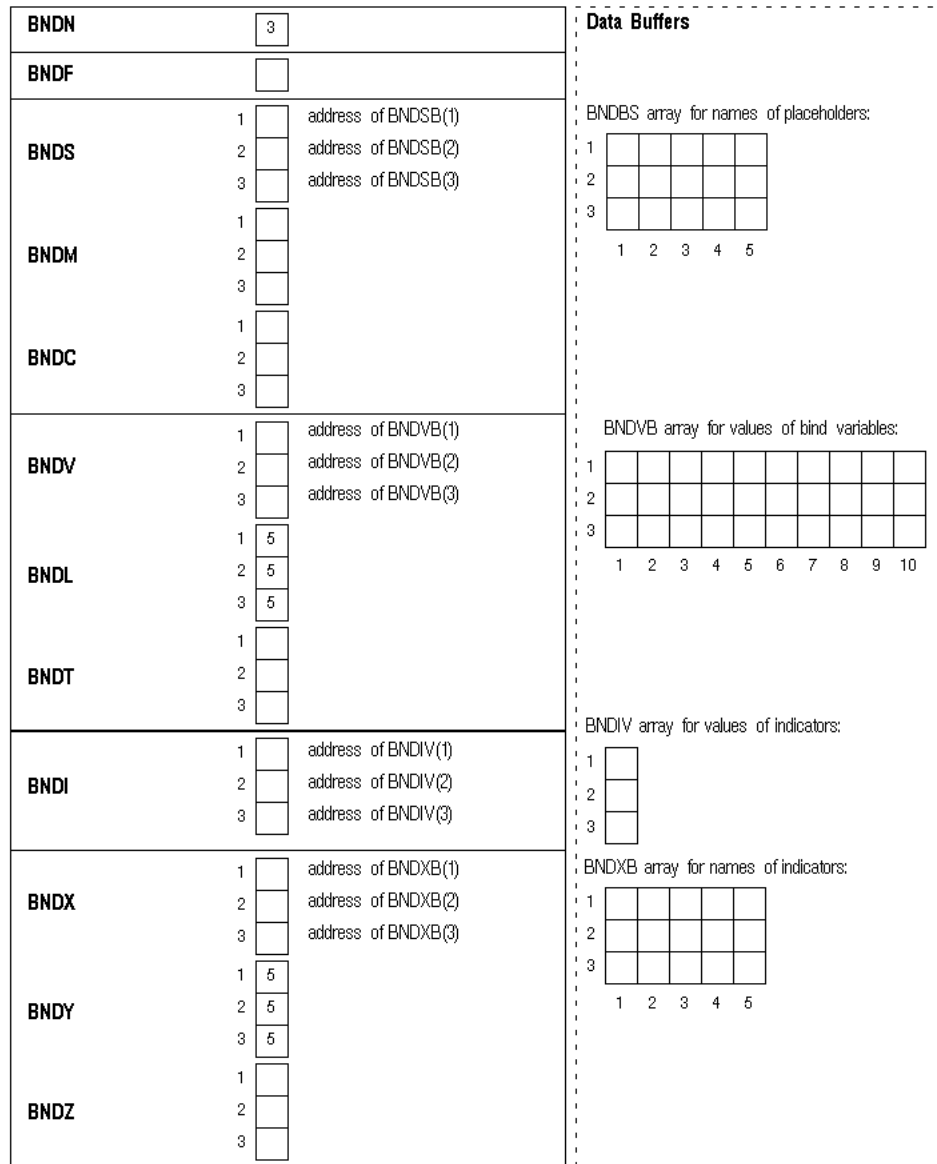 BNDN 3
Data Buffers
BNDF
BNDS
1 address of BNDSB(1)
2 address of BNDSB(2)
3 address of BNDSB(3)
BNDBS array for names of placeholders:
1
2
3
1 2 3 4 5
BNDM
1
2
3
BNDC
1
2
3
BNDV
1 address of BNDVB(1)
2 address of BNDVB(2)
3 address of BNDVB(3)
BNDVB array for values of bind variables:
1
2
3
1 2 3 4 5 6 7 8 9 10
BNDL
1 5
2 5
3 5
BNDT
1
2
3
BNDI
1 address of BNDIV(1)
2 address of BNDIV(2)
3 address of BNDIV(3)
BNDIV array for values of indicators:
1
2
3
BNDX
1 address of BNDXB(1)
2 address of BNDXB(2)
3 address of BNDXB(3)
BNDXB array for names of indicators:
1
2
3
1 2 3 4 5
BNDY
1 5
2 5
3 5
BNDZ
1
2
3